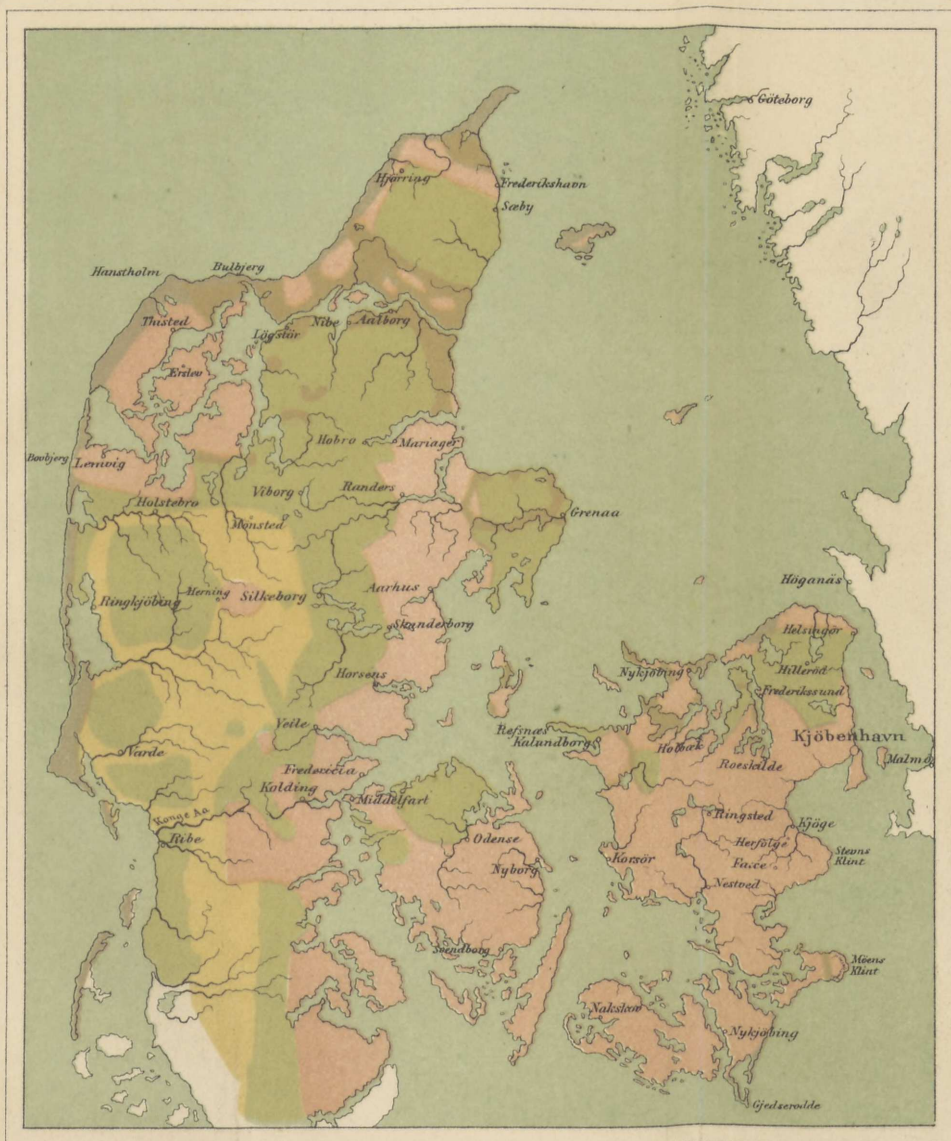 Göteborg
Hjörring
Frederikshavn
Sæby
Hanstholm
Bulbjerg
Thisted
Lögstör
Nibe
Aalborg
Erslev
Hobro
Mariager
Bovbjerg
Lemvig
Viborg
Randers
Holstebro
Mönsted
Grenaa
Höganäs
Ringkjöbing
Herning
Silkeborg
Aarhus
Skanderborg
Helsingör
Hilleröd
Horsens
Nykjöbing
Frederikssund
Veile
Refsnæs
Kalundborg
Holbæk
Kjöbenhavn
Varde
Fredericia
Roeskilde
Malmö
Kolding
Middelfart
Konge Aa
Ringsted
Kjöge
Ribe
Odense
Herfölge
Stevns
Klint
Korsör
Faxe
Nyborg
Nestved
Svendborg
Möens
Klint
Nakskov
Nykjöbing
Gjedserodde